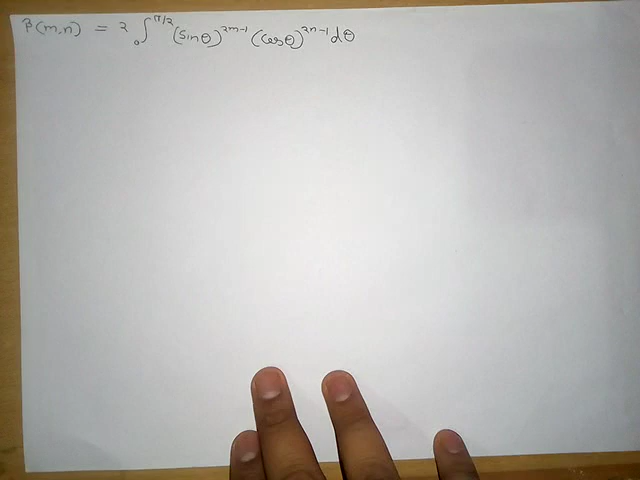 β(m,n) = 2 ∫₀^π/2 (sinθ)^2m-1 (cosθ)^2n-1 dθ